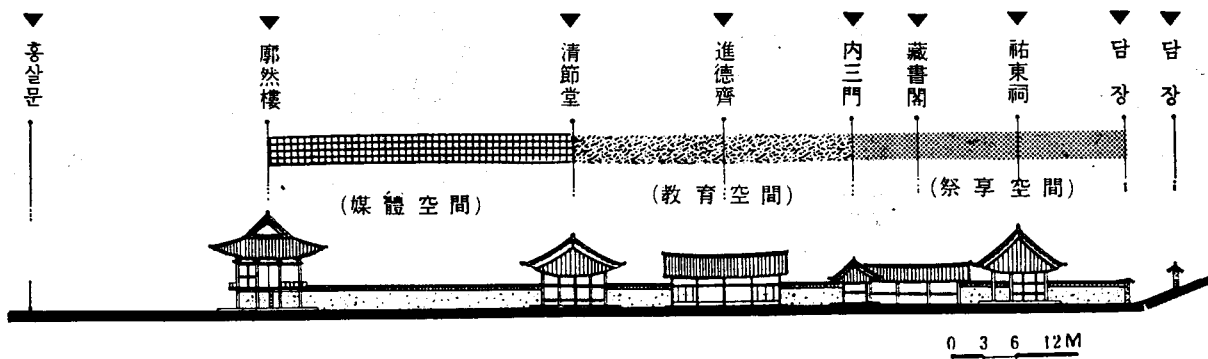 홍살문
廓然樓
清節堂
進德齊
内三門
藏書閣
祐東祠
담장
담장
(媒體空間)
(教育空間)
(祭享空間)
0 3 6 12M